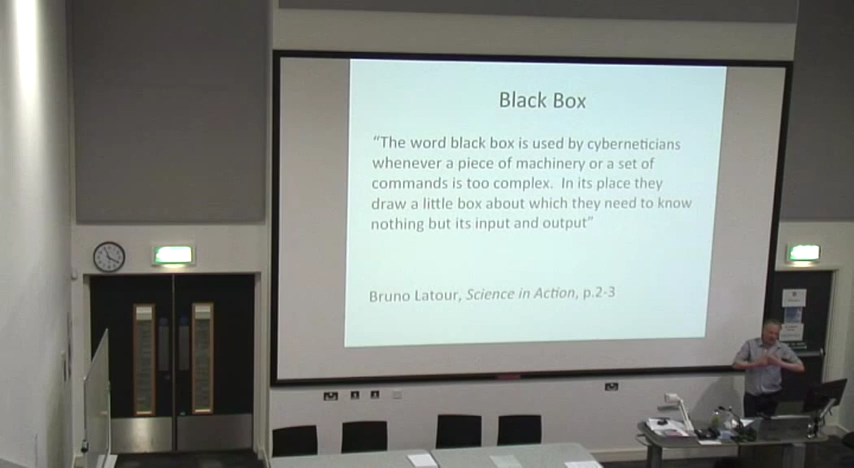 Black Box
“The word black box is used by cyberneticians
whenever a piece of machinery or a set of
commands is too complex.  In its place they
draw a little box about which they need to know
nothing but its input and output”
Bruno Latour, Science in Action, p.2-3